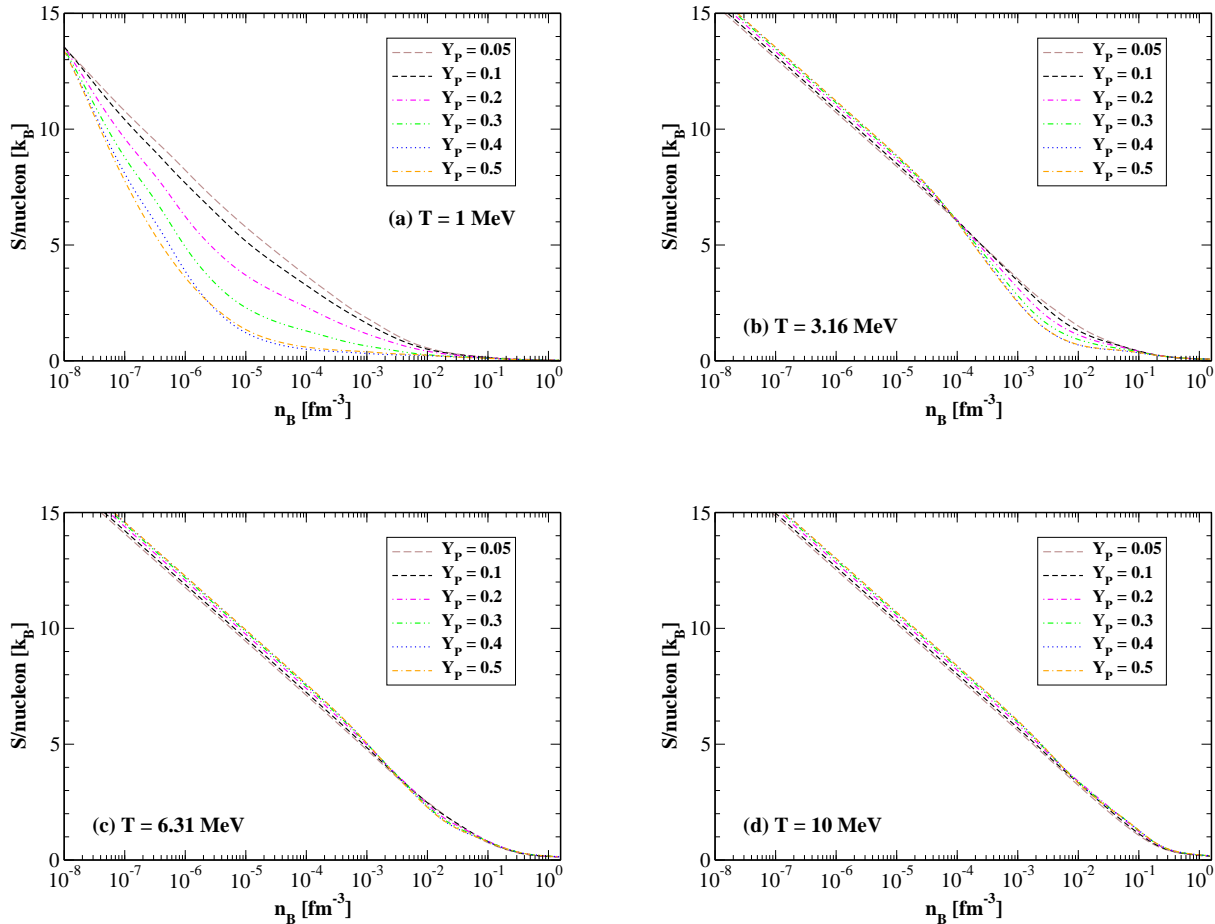 15
10
5
0
S/nucleon [k_B]
Y_P = 0.05
Y_P = 0.1
Y_P = 0.2
Y_P = 0.3
Y_P = 0.4
Y_P = 0.5
(a) T = 1 MeV
10^-8 10^-7 10^-6 10^-5 10^-4 10^-3 10^-2 10^-1 10^0
n_B [fm^-3]
15
10
5
0
S/nucleon [k_B]
Y_P = 0.05
Y_P = 0.1
Y_P = 0.2
Y_P = 0.3
Y_P = 0.4
Y_P = 0.5
(b) T = 3.16 MeV
10^-8 10^-7 10^-6 10^-5 10^-4 10^-3 10^-2 10^-1 10^0
n_B [fm^-3]
15
10
5
0
S/nucleon [k_B]
Y_P = 0.05
Y_P = 0.1
Y_P = 0.2
Y_P = 0.3
Y_P = 0.4
Y_P = 0.5
(c) T = 6.31 MeV
10^-8 10^-7 10^-6 10^-5 10^-4 10^-3 10^-2 10^-1 10^0
n_B [fm^-3]
15
10
5
0
S/nucleon [k_B]
Y_P = 0.05
Y_P = 0.1
Y_P = 0.2
Y_P = 0.3
Y_P = 0.4
Y_P = 0.5
(d) T = 10 MeV
10^-8 10^-7 10^-6 10^-5 10^-4 10^-3 10^-2 10^-1 10^0
n_B [fm^-3]